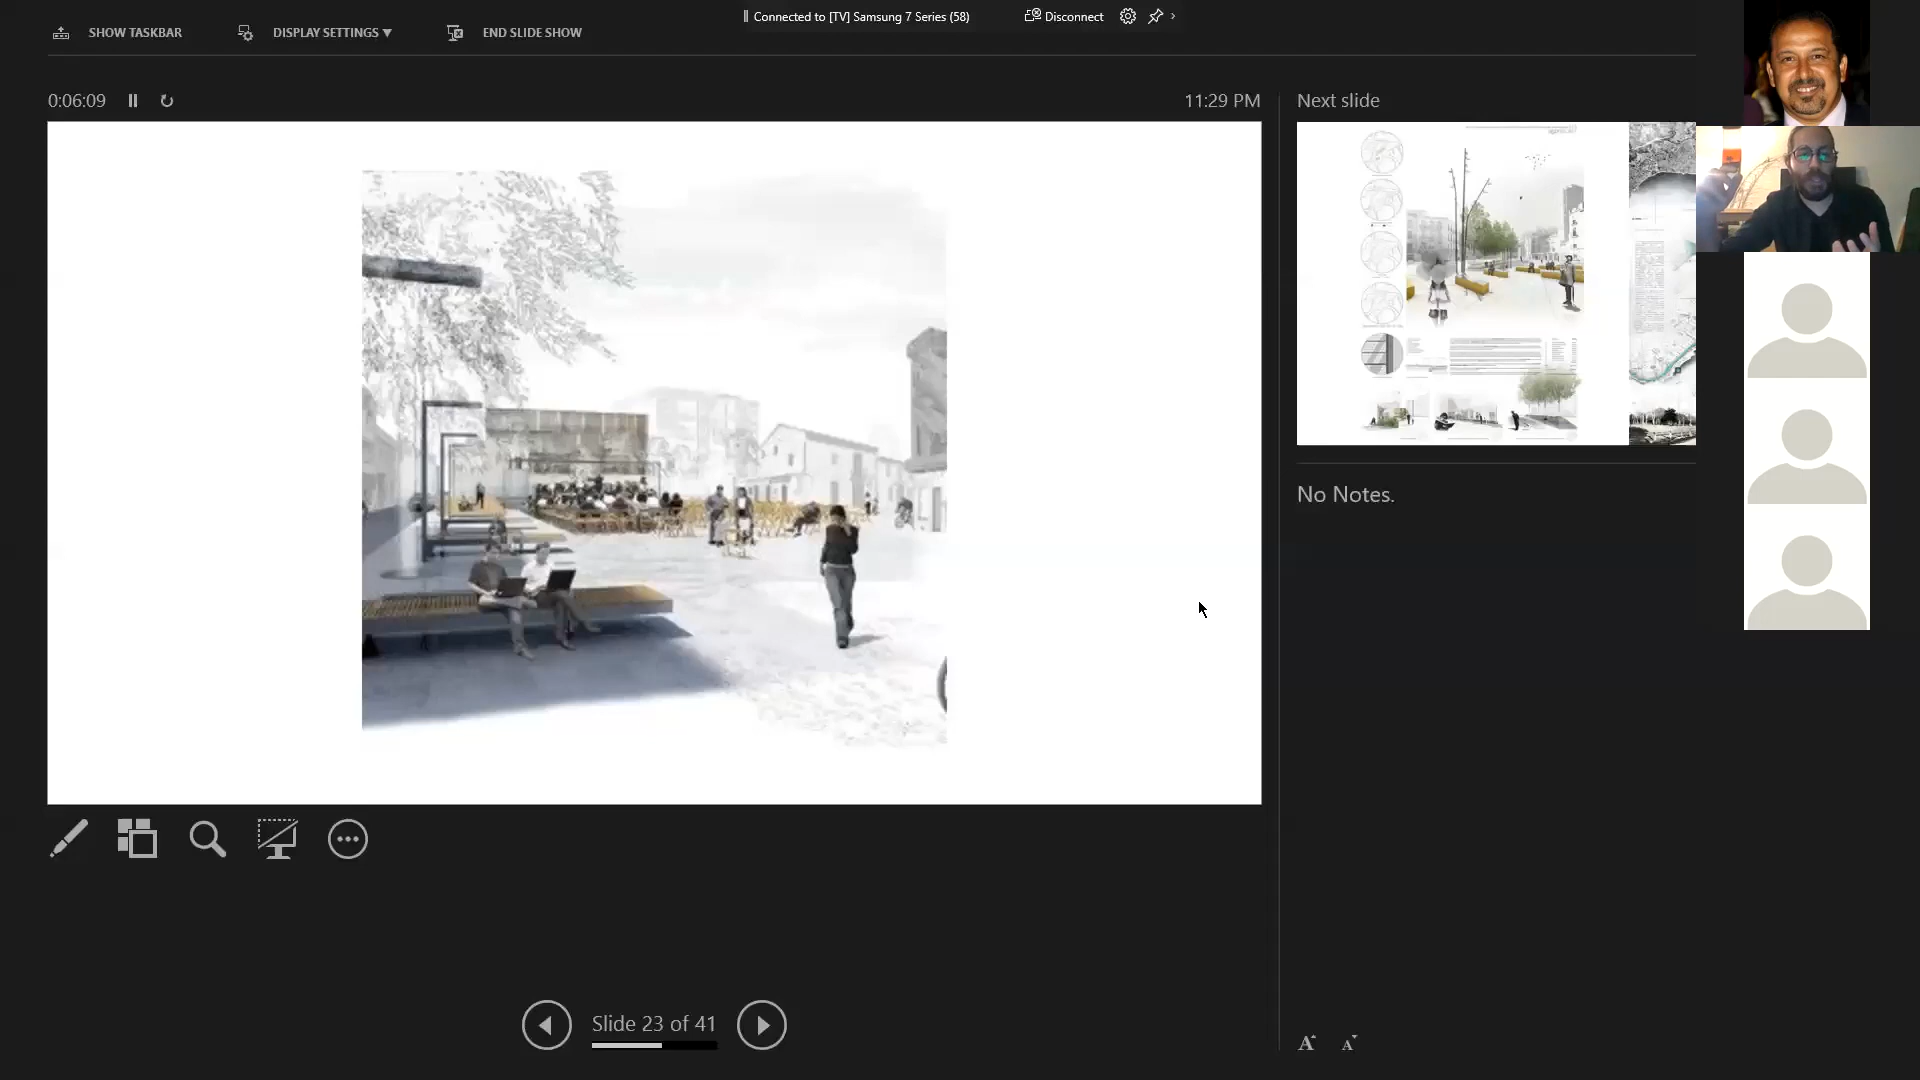 Connected to [TV] Samsung 7 Series (58)
Disconnect
SHOW TASKBAR
DISPLAY SETTINGS ▼
END SLIDE SHOW
0:06:09
11:29 PM
Next slide
No Notes.
Slide 23 of 41
A
A